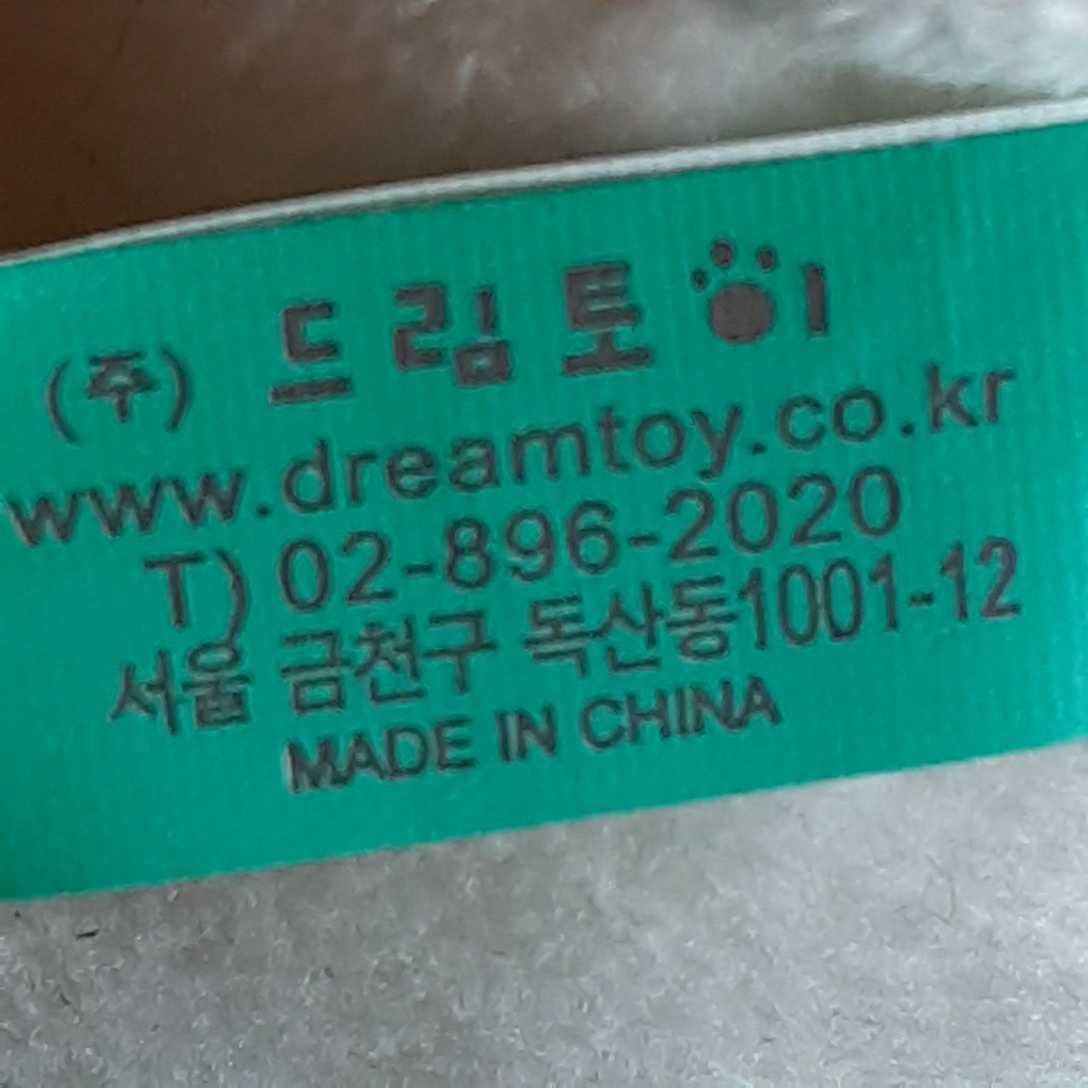 (주) 드림토이
www.dreamtoy.co.kr
T) 02-896-2020
서울 금천구 독산동1001-12
MADE IN CHINA